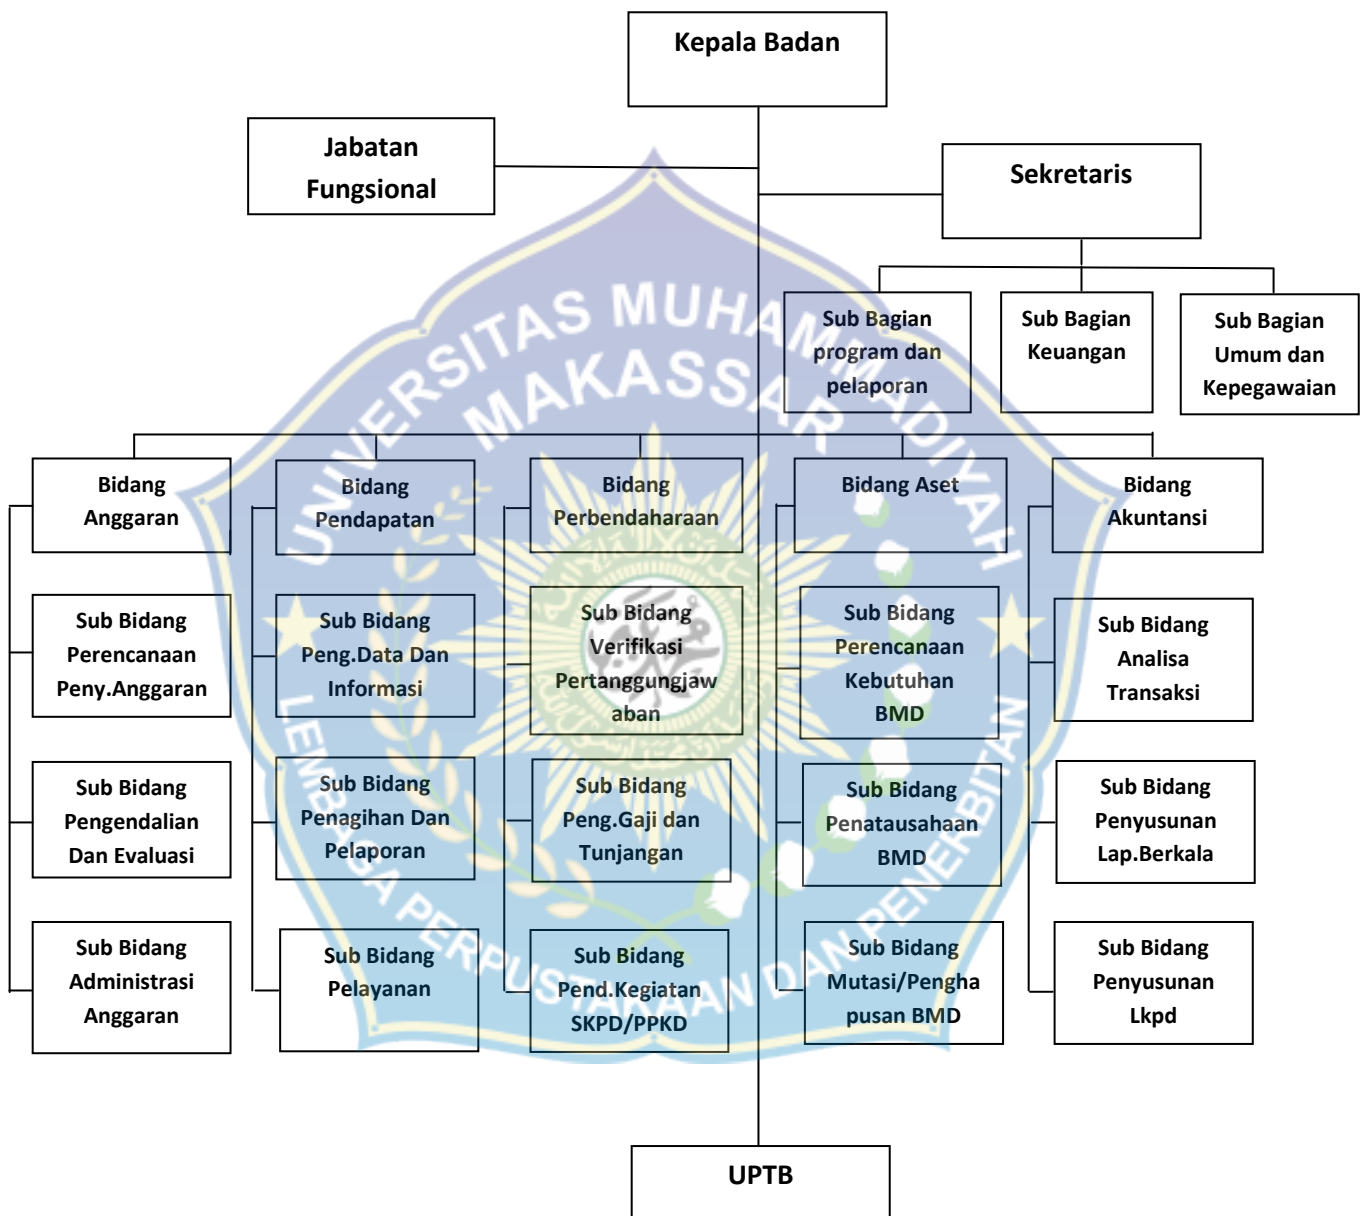 Kepala Badan
Jabatan
Fungsional
Sekretaris
Sub Bagian
program dan
pelaporan
Sub Bagian
Keuangan
Sub Bagian
Umum dan
Kepegawaian
UNIVERSITAS MUHAMMADIYAH
MAKASSAR
Bidang
Anggaran
Bidang
Pendapatan
Bidang
Perbendaharaan
Bidang Aset
Bidang
Akuntansi
Sub Bidang
Perencanaan
Peny.Anggaran
Sub Bidang
Peng.Data Dan
Informasi
Sub Bidang
Verifikasi
Pertanggungjaw
aban
Sub Bidang
Perencanaan
Kebutuhan
BMD
Sub Bidang
Analisa
Transaksi
Sub Bidang
Pengendalian
Dan Evaluasi
Sub Bidang
Penagihan Dan
Pelaporan
Sub Bidang
Peng.Gaji dan
Tunjangan
Sub Bidang
Penatausahaan
BMD
Sub Bidang
Penyusunan
Lap.Berkala
Sub Bidang
Administrasi
Anggaran
Sub Bidang
Pelayanan
Sub Bidang
Pend.Kegiatan
SKPD/PPKD
Sub Bidang
Mutasi/Pengha
pusan BMD
Sub Bidang
Penyusunan
Lkpd
LEMBAGA PERPUSTAKAAN DAN PENERBITAN
UPTB